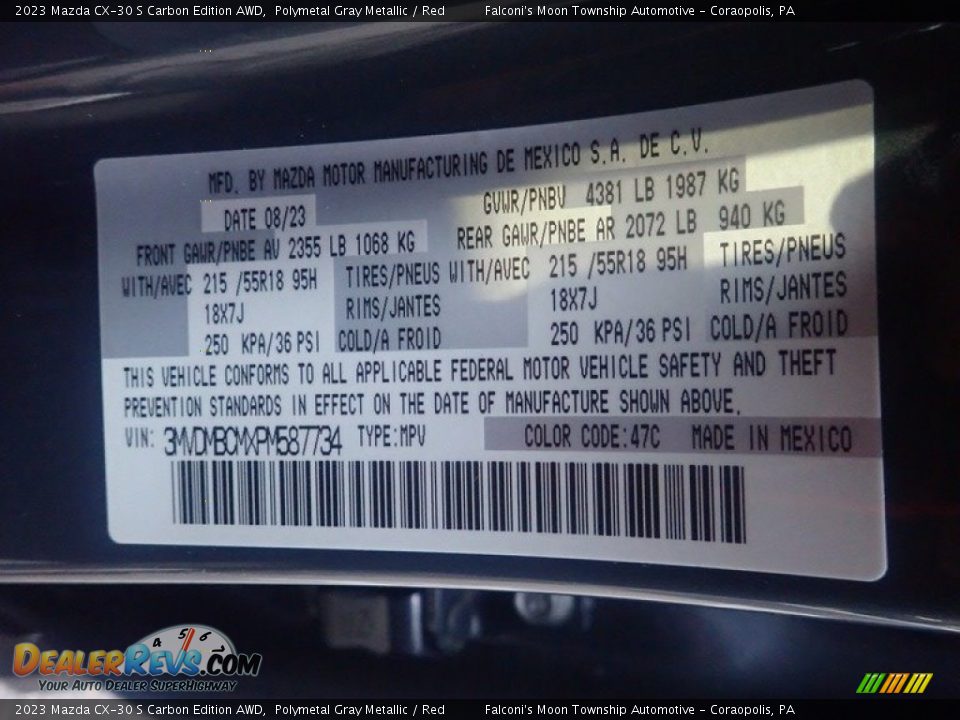 2023 Mazda CX-30 S Carbon Edition AWD, Polymetal Gray Metallic / Red Falconi's Moon Township Automotive - Coraopolis, PA
MFD. BY MAZDA MOTOR MANUFACTURING DE MEXICO S.A. DE C.V.
DATE 08/23 GVWR/PNBV 4381 LB 1987 KG
FRONT GAWR/PNBE AV 2355 LB 1068 KG REAR GAWR/PNBE AR 2072 LB 940 KG
WITH/AVEC 215 /55R18 95H TIRES/PNEUS WITH/AVEC 215 /55R18 95H TIRES/PNEUS
18X7J RIMS/JANTES 18X7J RIMS/JANTES
250 KPA/36 PSI COLD/A FROID 250 KPA/36 PSI COLD/A FROID
THIS VEHICLE CONFORMS TO ALL APPLICABLE FEDERAL MOTOR VEHICLE SAFETY AND THEFT
PREVENTION STANDARDS IN EFFECT ON THE DATE OF MANUFACTURE SHOWN ABOVE.
VIN: 3MVDMBCMXPM587734 TYPE:MPV COLOR CODE:47C MADE IN MEXICO
4 5 6
DEALERREVS.COM
YOUR AUTO DEALER SUPERHIGHWAY
2023 Mazda CX-30 S Carbon Edition AWD, Polymetal Gray Metallic / Red Falconi's Moon Township Automotive - Coraopolis, PA